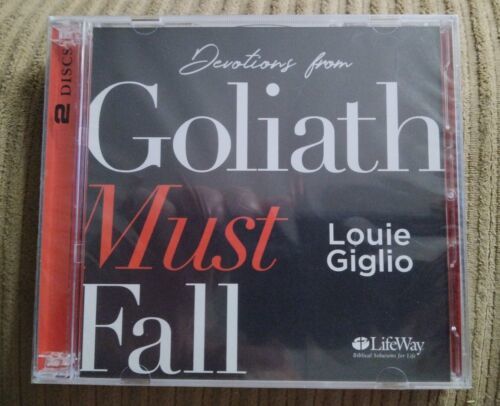 2 DISCS
Devotions from
Goliath
Must
Fall
Louie
Giglio
LifeWay
Biblical Solutions for Life